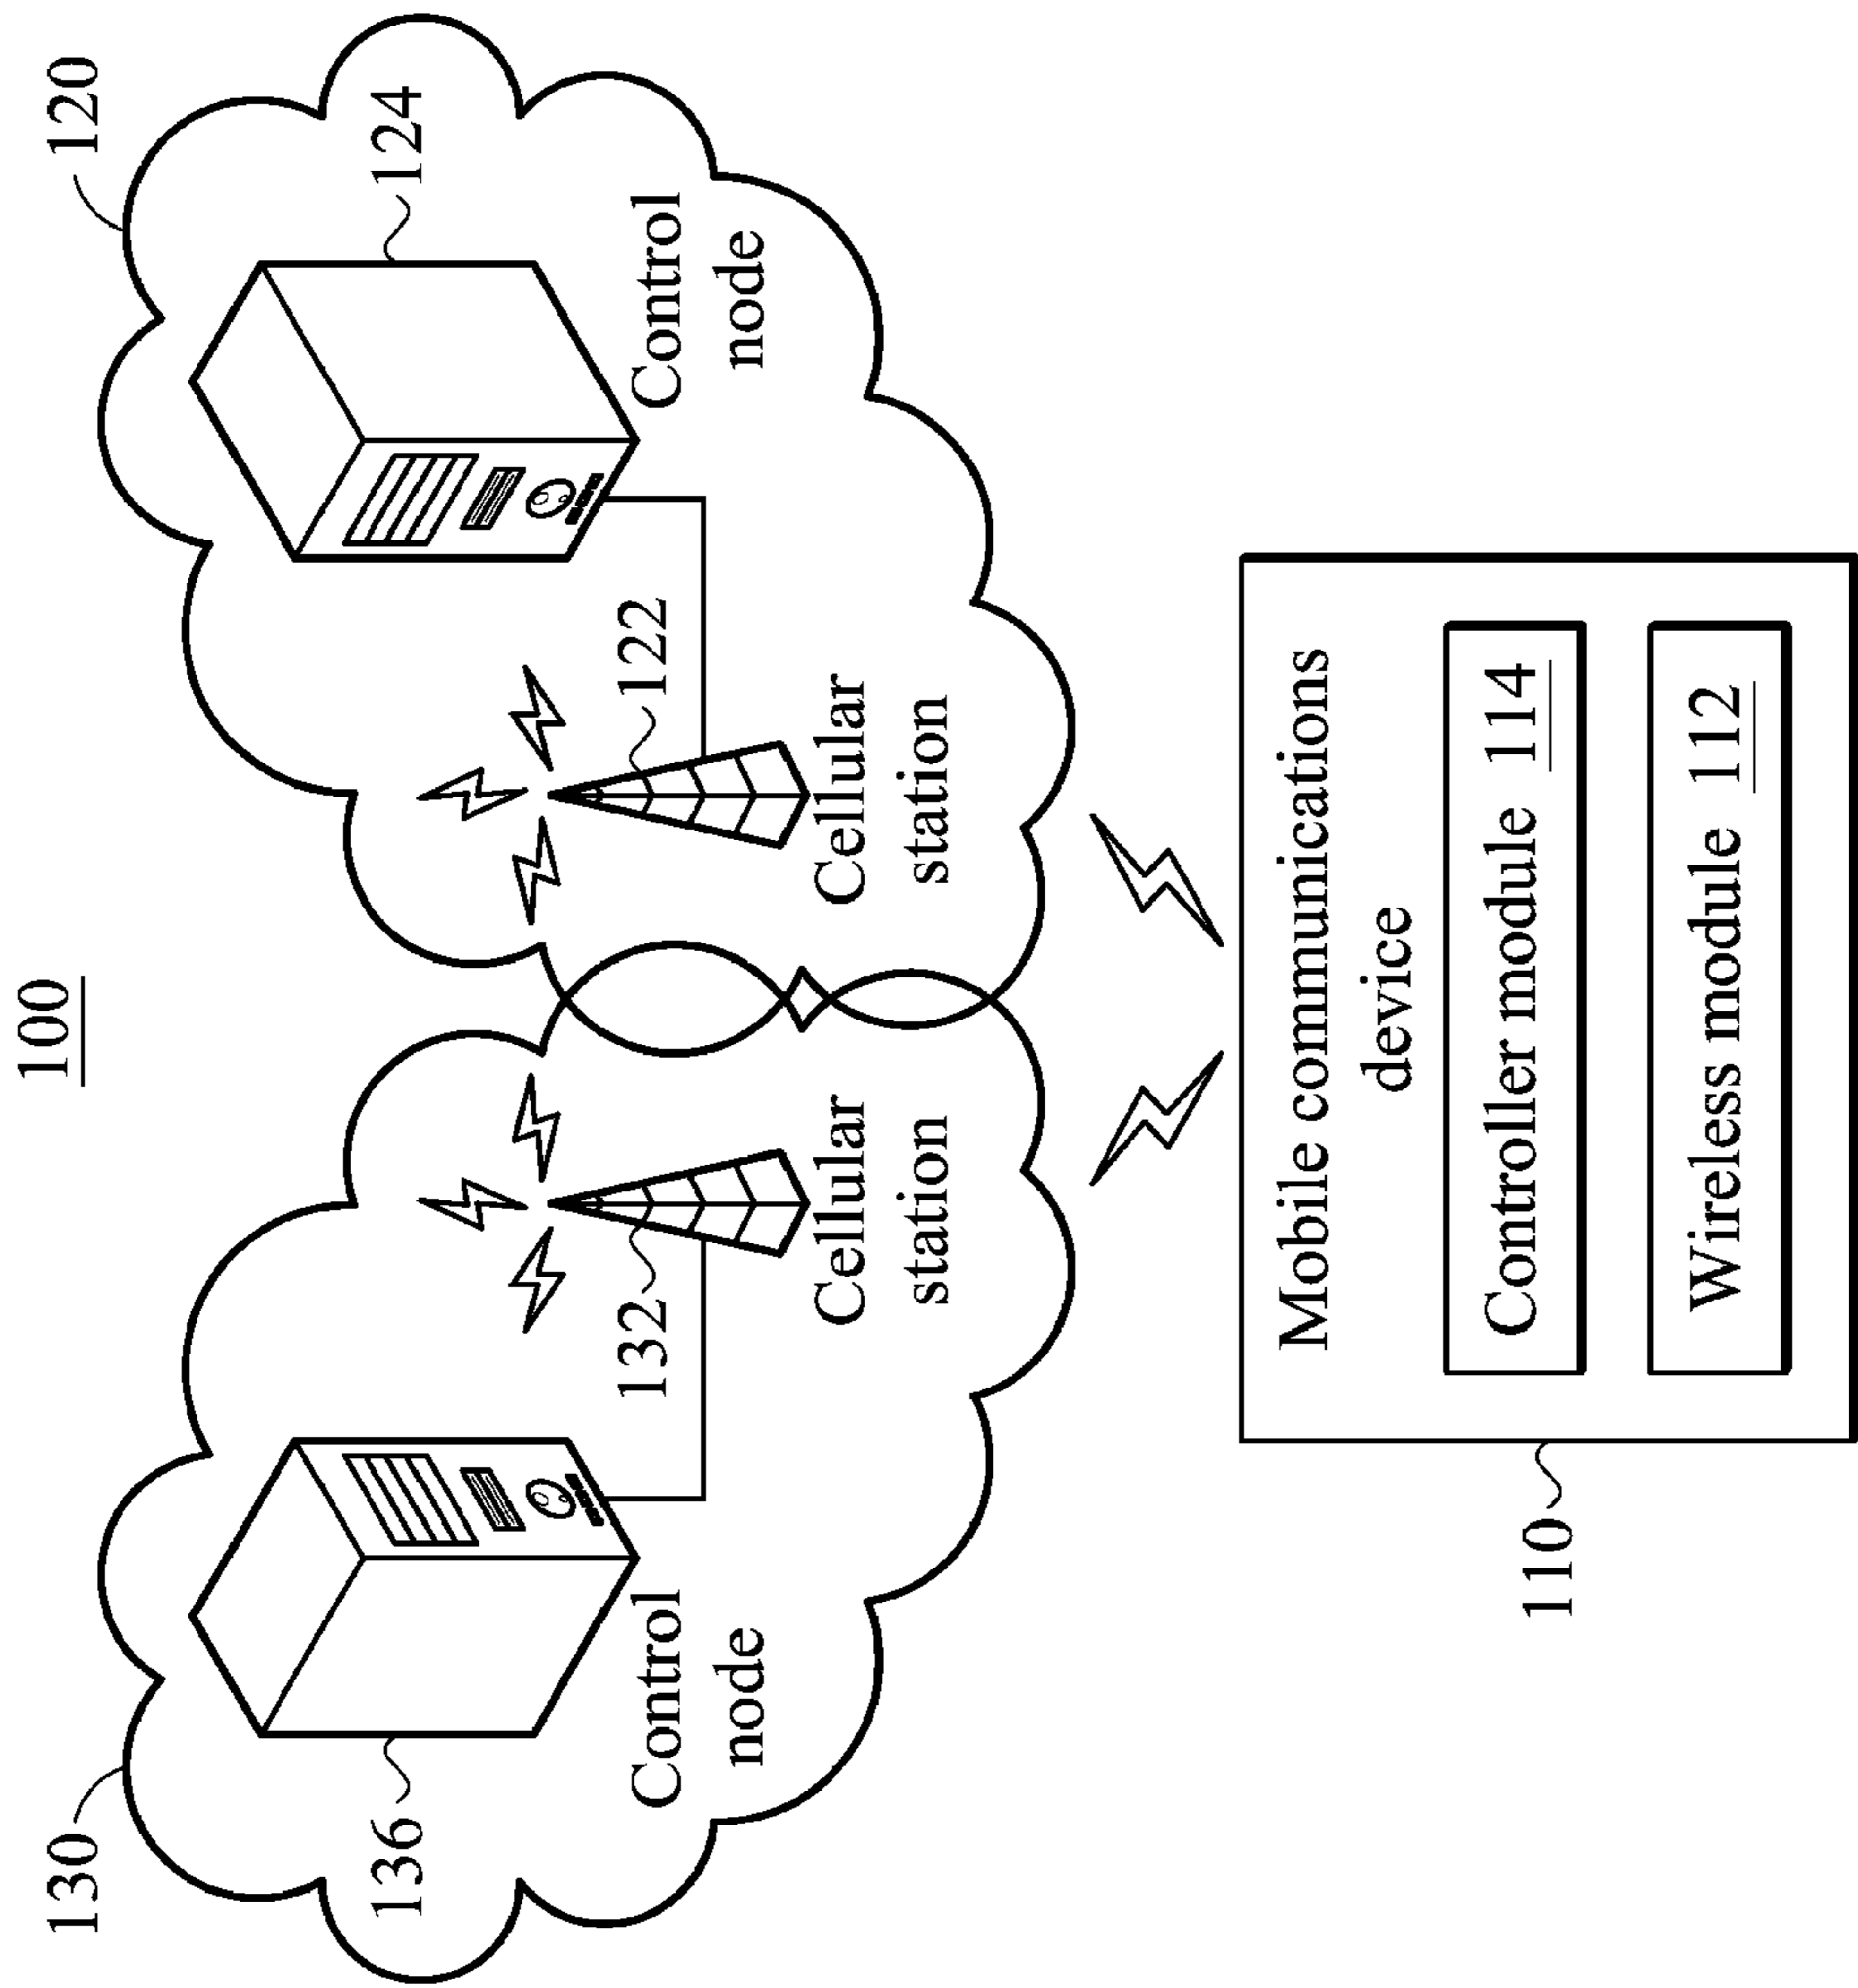 100
130
120
136
124
Control
node
Control
node
132
122
Cellular
station
Cellular
station
110
Mobile communications
device
Controller module 114
Wireless module 112